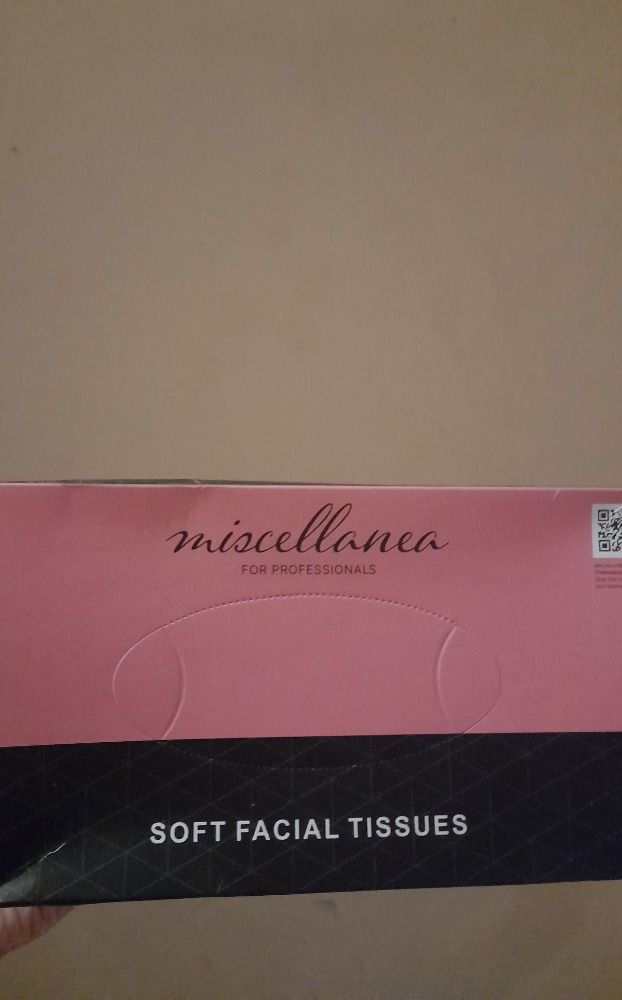 miscellanea
FOR PROFESSIONALS
SOFT FACIAL TISSUES